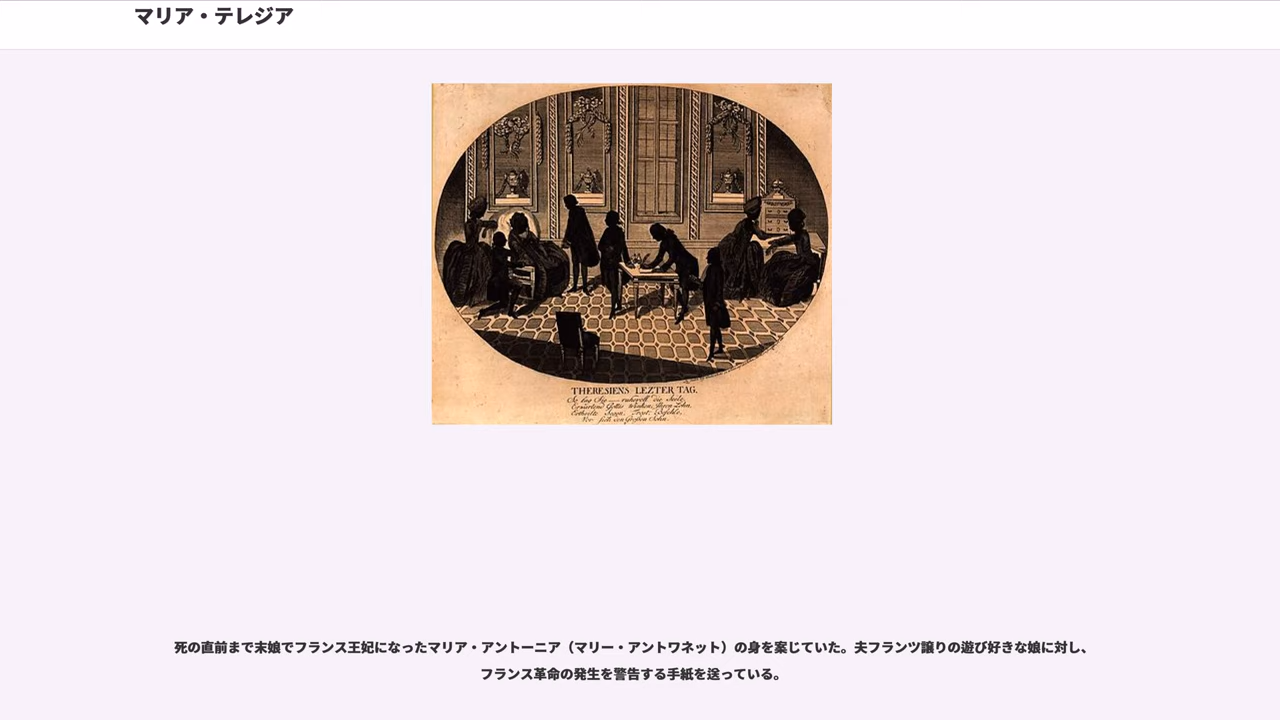 マリア・テレジア
THERESIENS LEZTER TAG.
死の直前まで末娘でフランス王妃になったマリア・アントーニア（マリー・アントワネット）の身を案じていた。夫フランツ譲りの遊び好きな娘に対し、
フランス革命の発生を警告する手紙を送っている。